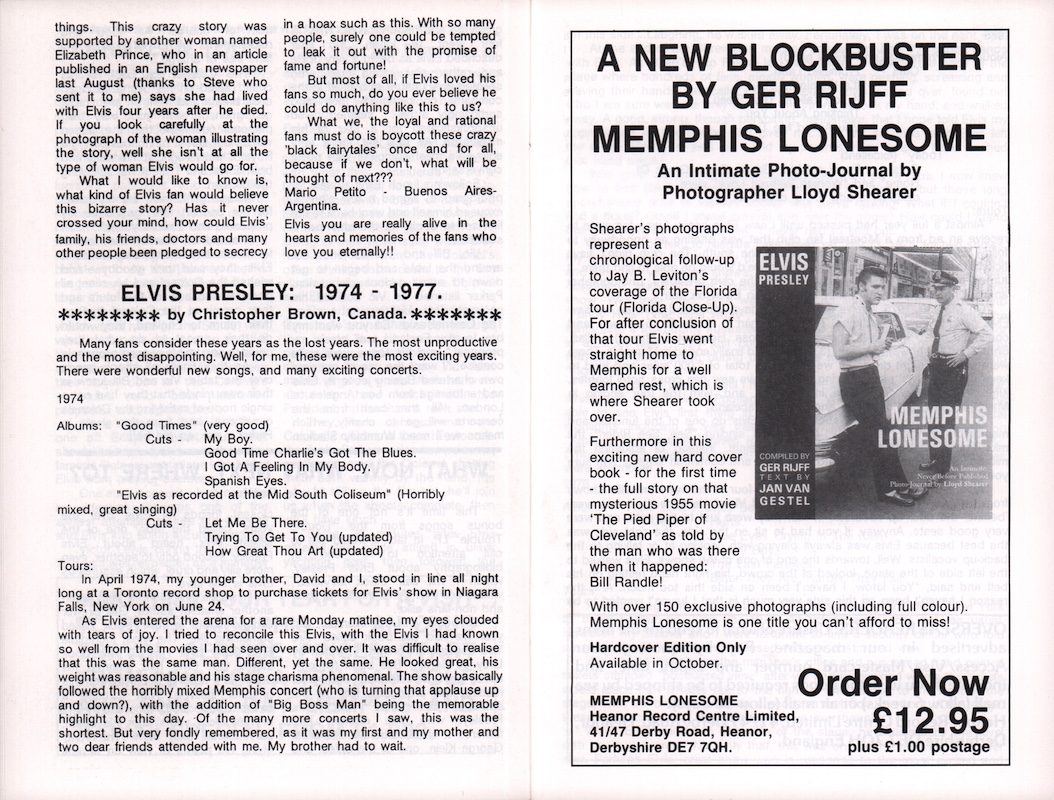 things. This crazy story was
supported by another woman named
Elizabeth Prince, who in an article
published in an English newspaper
last August (thanks to Steve who
sent it to me) says she had lived
with Elvis four years after he died.
If you look carefully at the
photograph of the woman illustrating
the story, well she isn't at all the
type of woman Elvis would go for.
What I would like to know is,
what kind of Elvis fan would believe
this bizarre story? Has it never
crossed your mind, how could Elvis'
family, his friends, doctors and many
other people been pledged to secrecy
in a hoax such as this. With so many
people, surely one could be tempted
to leak it out with the promise of
fame and fortune!
But most of all, if Elvis loved his
fans so much, do you ever believe he
could do anything like this to us?
What we, the loyal and rational
fans must do is boycott these crazy
'black fairytales' once and for all,
because if we don't, what will be
thought of next???
Mario Petito - Buenos Aires-
Argentina.
Elvis you are really alive in the
hearts and memories of the fans who
love you eternally!!
ELVIS PRESLEY: 1974 - 1977.
******** by Christopher Brown, Canada. *******
Many fans consider these years as the lost years. The most unproductive
and the most disappointing. Well, for me, these were the most exciting years.
There were wonderful new songs, and many exciting concerts.
1974
Albums: "Good Times" (very good)
Cuts - My Boy.
Good Time Charlie's Got The Blues.
I Got A Feeling In My Body.
Spanish Eyes.
"Elvis as recorded at the Mid South Coliseum" (Horribly
mixed, great singing)
Cuts - Let Me Be There.
Trying To Get To You (updated)
How Great Thou Art (updated)
Tours:
In April 1974, my younger brother, David and I, stood in line all night
long at a Toronto record shop to purchase tickets for Elvis' show in Niagara
Falls, New York on June 24.
As Elvis entered the arena for a rare Monday matinee, my eyes clouded
with tears of joy. I tried to reconcile this Elvis, with the Elvis I had known
so well from the movies I had seen over and over. It was difficult to realise
that this was the same man. Different, yet the same. He looked great, his
weight was reasonable and his stage charisma phenomenal. The show basically
followed the horribly mixed Memphis concert (who is turning that applause up
and down?), with the addition of "Big Boss Man" being the memorable
highlight to this day. Of the many more concerts I saw, this was the
shortest. But very fondly remembered, as it was my first and my mother and
two dear friends attended with me. My brother had to wait.
A NEW BLOCKBUSTER
BY GER RIJFF
MEMPHIS LONESOME
An Intimate Photo-Journal by
Photographer Lloyd Shearer
Shearer's photographs
represent a
chronological follow-up
to Jay B. Leviton's
coverage of the Florida
tour (Florida Close-Up).
For after conclusion of
that tour Elvis went
straight home to
Memphis for a well
earned rest, which is
where Shearer took
over.
Furthermore in this
exciting new hard cover
book - for the first time
- the full story on that
mysterious 1955 movie
'The Pied Piper of
Cleveland' as told by
the man who was there
when it happened:
Bill Randle!
ELVIS
PRESLEY
MEMPHIS
LONESOME
COMPILED BY
GER RIJFF
TEXT BY
JAN VAN
GESTEL
An Intimate
Never Before Published
Photo-Journal by Lloyd Shearer
With over 150 exclusive photographs (including full colour).
Memphis Lonesome is one title you can't afford to miss!
Hardcover Edition Only
Available in October.
MEMPHIS LONESOME
Heanor Record Centre Limited,
41/47 Derby Road, Heanor,
Derbyshire DE7 7QH.
Order Now
£12.95
plus £1.00 postage